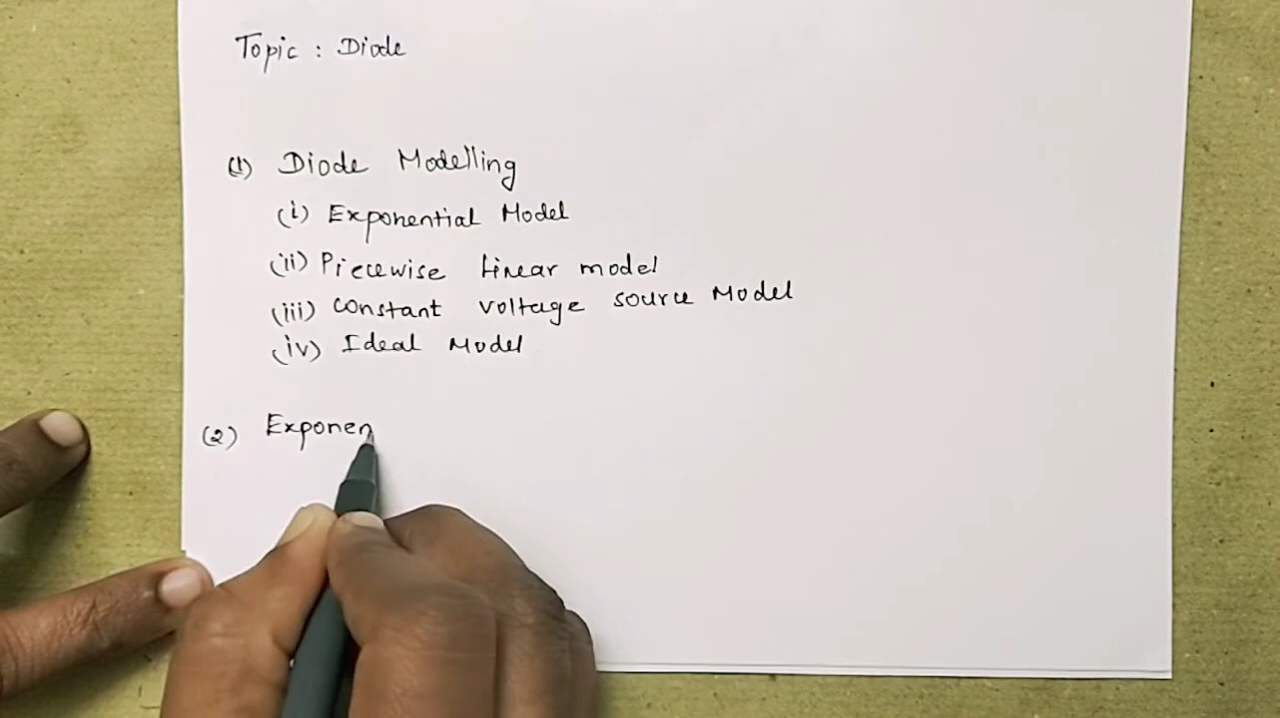 Topic : Diode
(1) Diode Modelling
(i) Exponential Model
(ii) Piecewise linear model
(iii) constant voltage source Model
(iv) Ideal Model
(2) Exponen